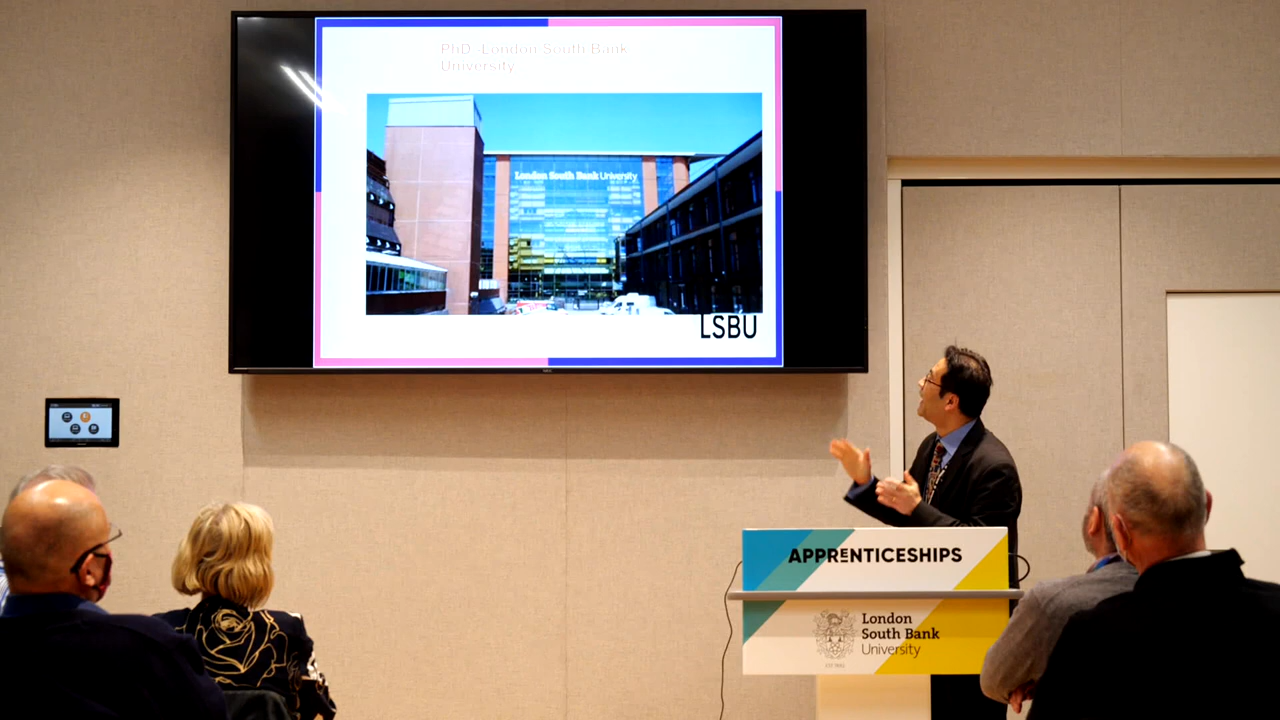 PhD -London South Bank
University
London South Bank University
LSBU
APPRENTICESHIPS
London
South Bank
University